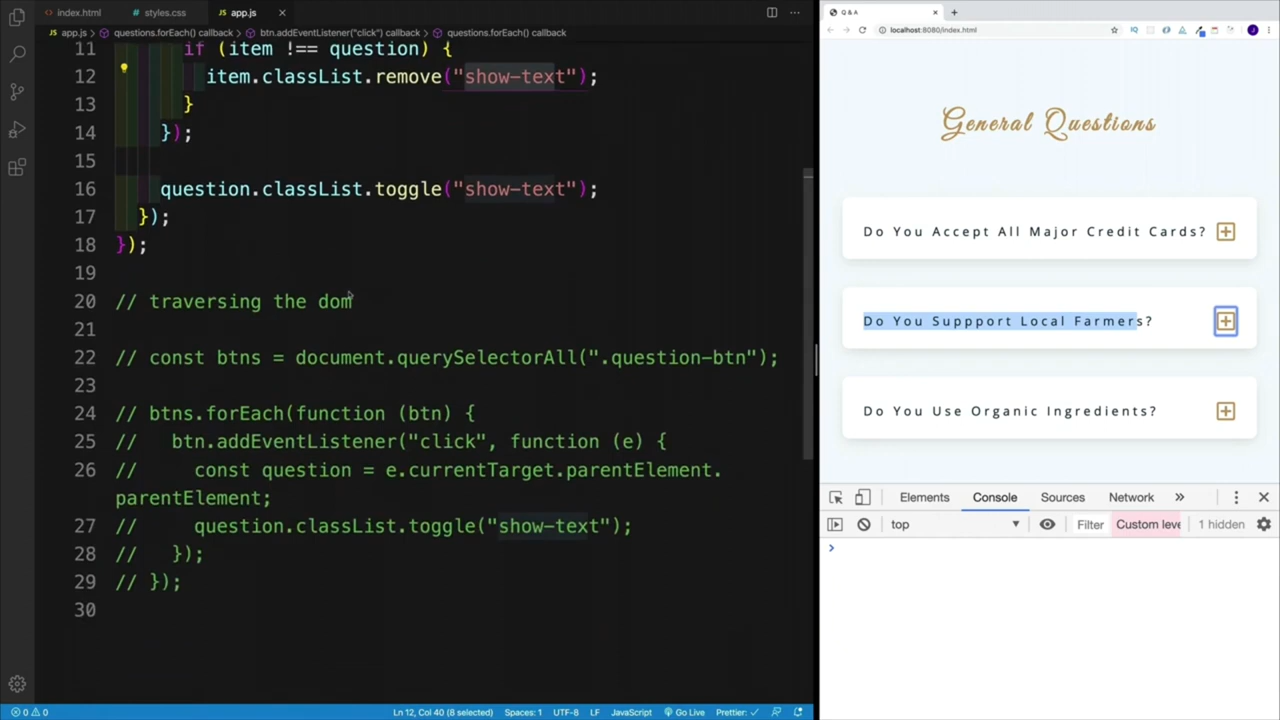 index.html
styles.css
app.js
app.js
questions.forEach() callback
btn.addEventListener("click") callback
questions.forEach() callback
11 if (item !== question) {
12 item.classList.remove("show-text");
13 }
14 });
15
16 question.classList.toggle("show-text");
17 });
18 });
19
20 // traversing the dom
21
22 // const btns = document.querySelectorAll(".question-btn");
23
24 // btns.forEach(function (btn) {
25 // btn.addEventListener("click", function (e) {
26 // const question = e.currentTarget.parentElement.
parentElement;
27 // question.classList.toggle("show-text");
28 // });
29 // });
30
0 0
Ln 12, Col 40 (8 selected)
Spaces: 1
UTF-8
LF
JavaScript
Go Live
Prettier: ✓
Q & A
localhost:8080/index.html
General Questions
Do You Accept All Major Credit Cards?
Do You Suppport Local Farmers?
Do You Use Organic Ingredients?
Elements Console Sources Network »
top
Filter
Custom leve
1 hidden